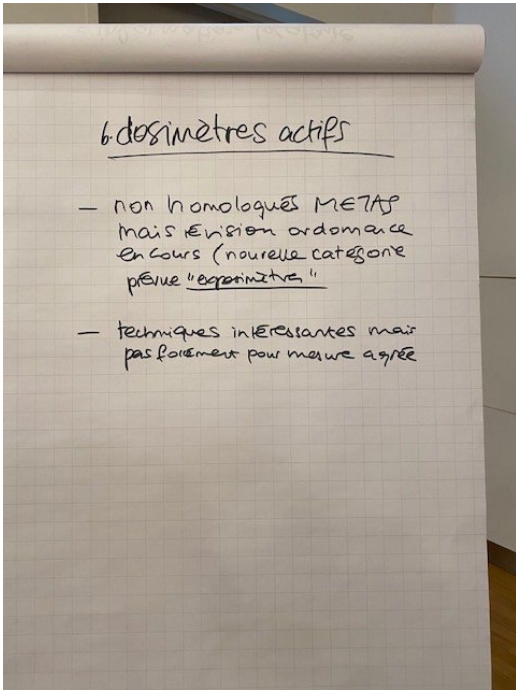 6. dosimètres actifs
— non homologués METAS
mais révision ordonnance
en cours (nouvelle catégorie
prévue "exposimètre"
— techniques intéressantes mais
pas forcément pour mesure agréée